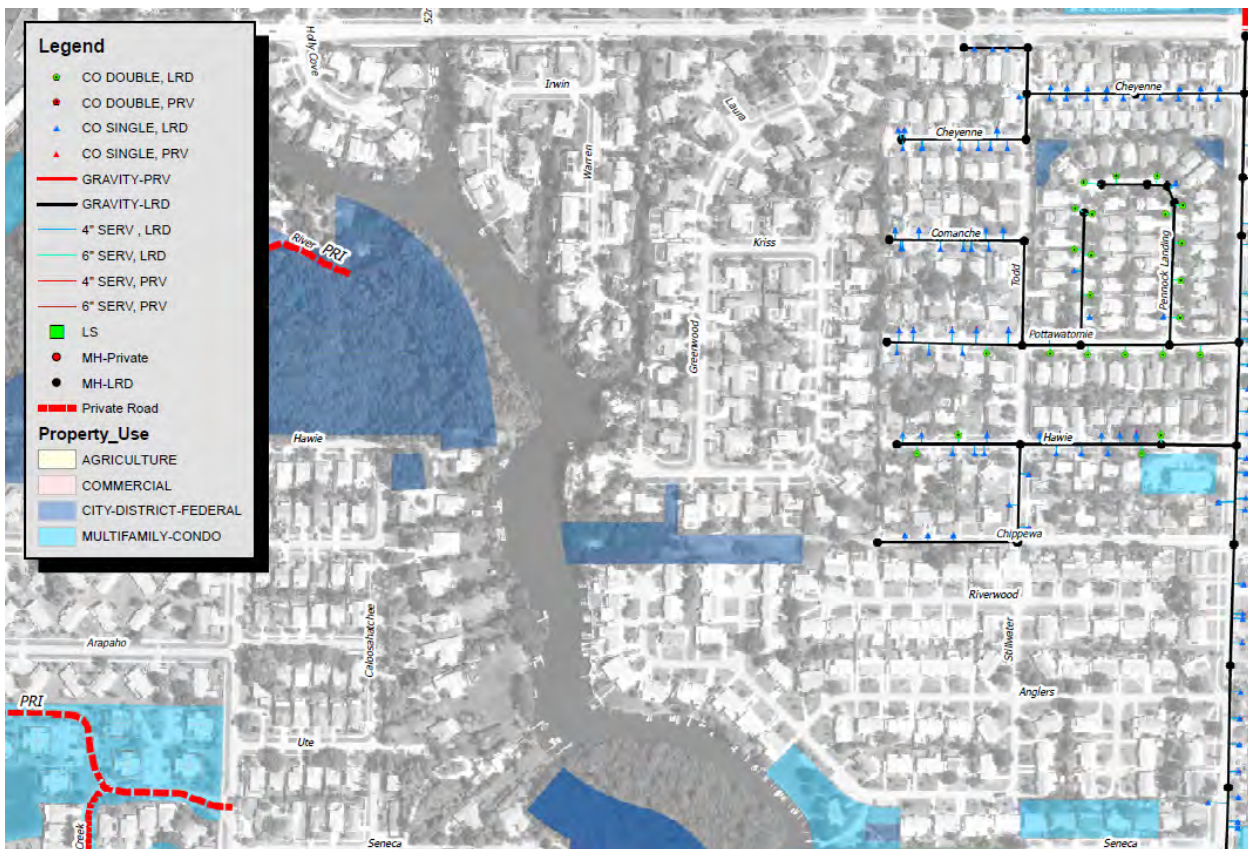 Legend
CO DOUBLE, LRD
CO DOUBLE, PRV
CO SINGLE, LRD
CO SINGLE, PRV
GRAVITY-PRV
GRAVITY-LRD
4" SERV , LRD
6" SERV, LRD
4" SERV, PRV
6" SERV, PRV
LS
MH-Private
MH-LRD
Private Road
Property_Use
AGRICULTURE
COMMERCIAL
CITY-DISTRICT-FEDERAL
MULTIFAMILY-CONDO
52n
Holly Cove
Irwin
Laura
Warren
Cheyenne
Cheyenne
River PRI
Kriss
Comanche
Todd
Pennock Landing
Greenwood
Pottawatomie
Hawie
Hawie
Chippewa
Riverwood
Stillwater
Arapaho
Caloosahatchee
Anglers
PRI
Ute
Creek
Seneca
Seneca